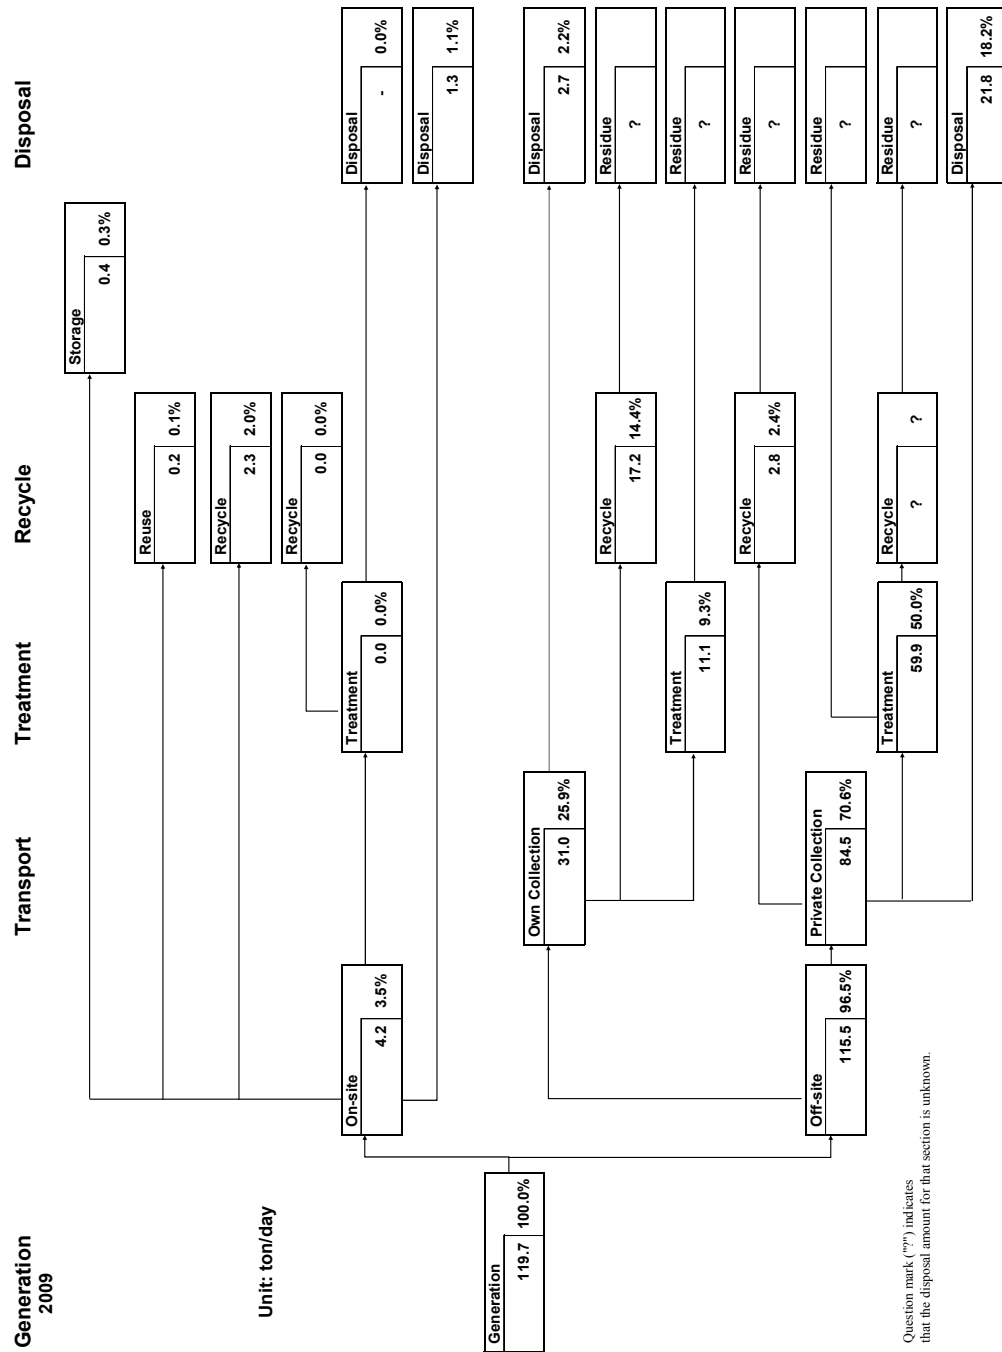 Generation
2009
Transport
Treatment
Recycle
Disposal
Unit: ton/day
Storage
0.4 0.3%
Reuse
0.2 0.1%
Recycle
2.3 2.0%
Recycle
0.0 0.0%
On-site
4.2 3.5%
Treatment
0.0 0.0%
Disposal
- 0.0%
Disposal
1.3 1.1%
Generation
119.7 100.0%
Own Collection
31.0 25.9%
Disposal
2.7 2.2%
Recycle
17.2 14.4%
Residue
?
Treatment
11.1 9.3%
Residue
?
Recycle
2.8 2.4%
Residue
?
Off-site
115.5 96.5%
Private Collection
84.5 70.6%
Residue
?
Treatment
59.9 50.0%
Recycle
? ?
Residue
?
Disposal
21.8 18.2%
Question mark ("?") indicates
that the disposal amount for that section is unknown.